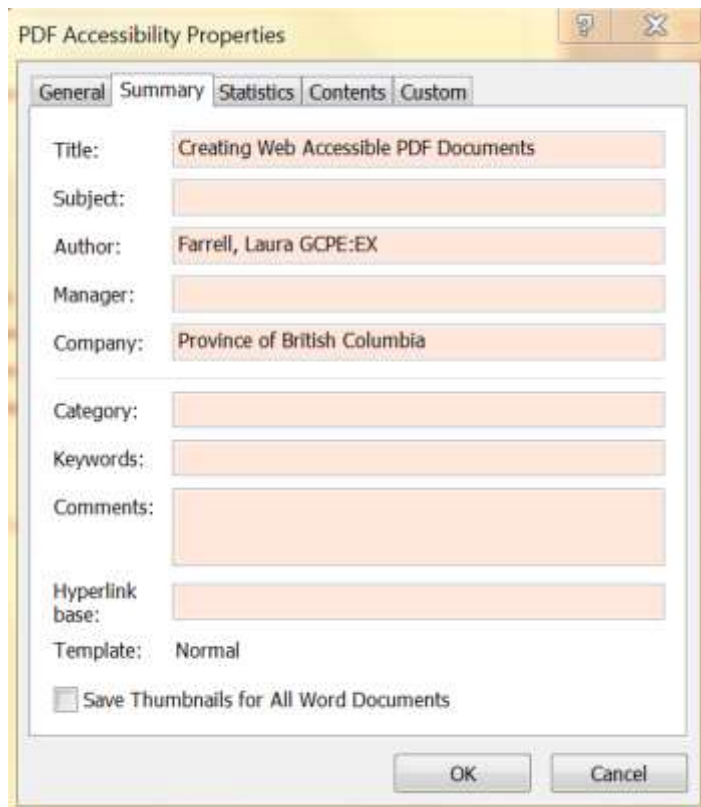 PDF Accessibility Properties
General Summary Statistics Contents Custom
Title: Creating Web Accessible PDF Documents
Subject:
Author: Farrell, Laura GCPE:EX
Manager:
Company: Province of British Columbia
Category:
Keywords:
Comments:
Hyperlink
base:
Template: Normal
Save Thumbnails for All Word Documents
OK Cancel